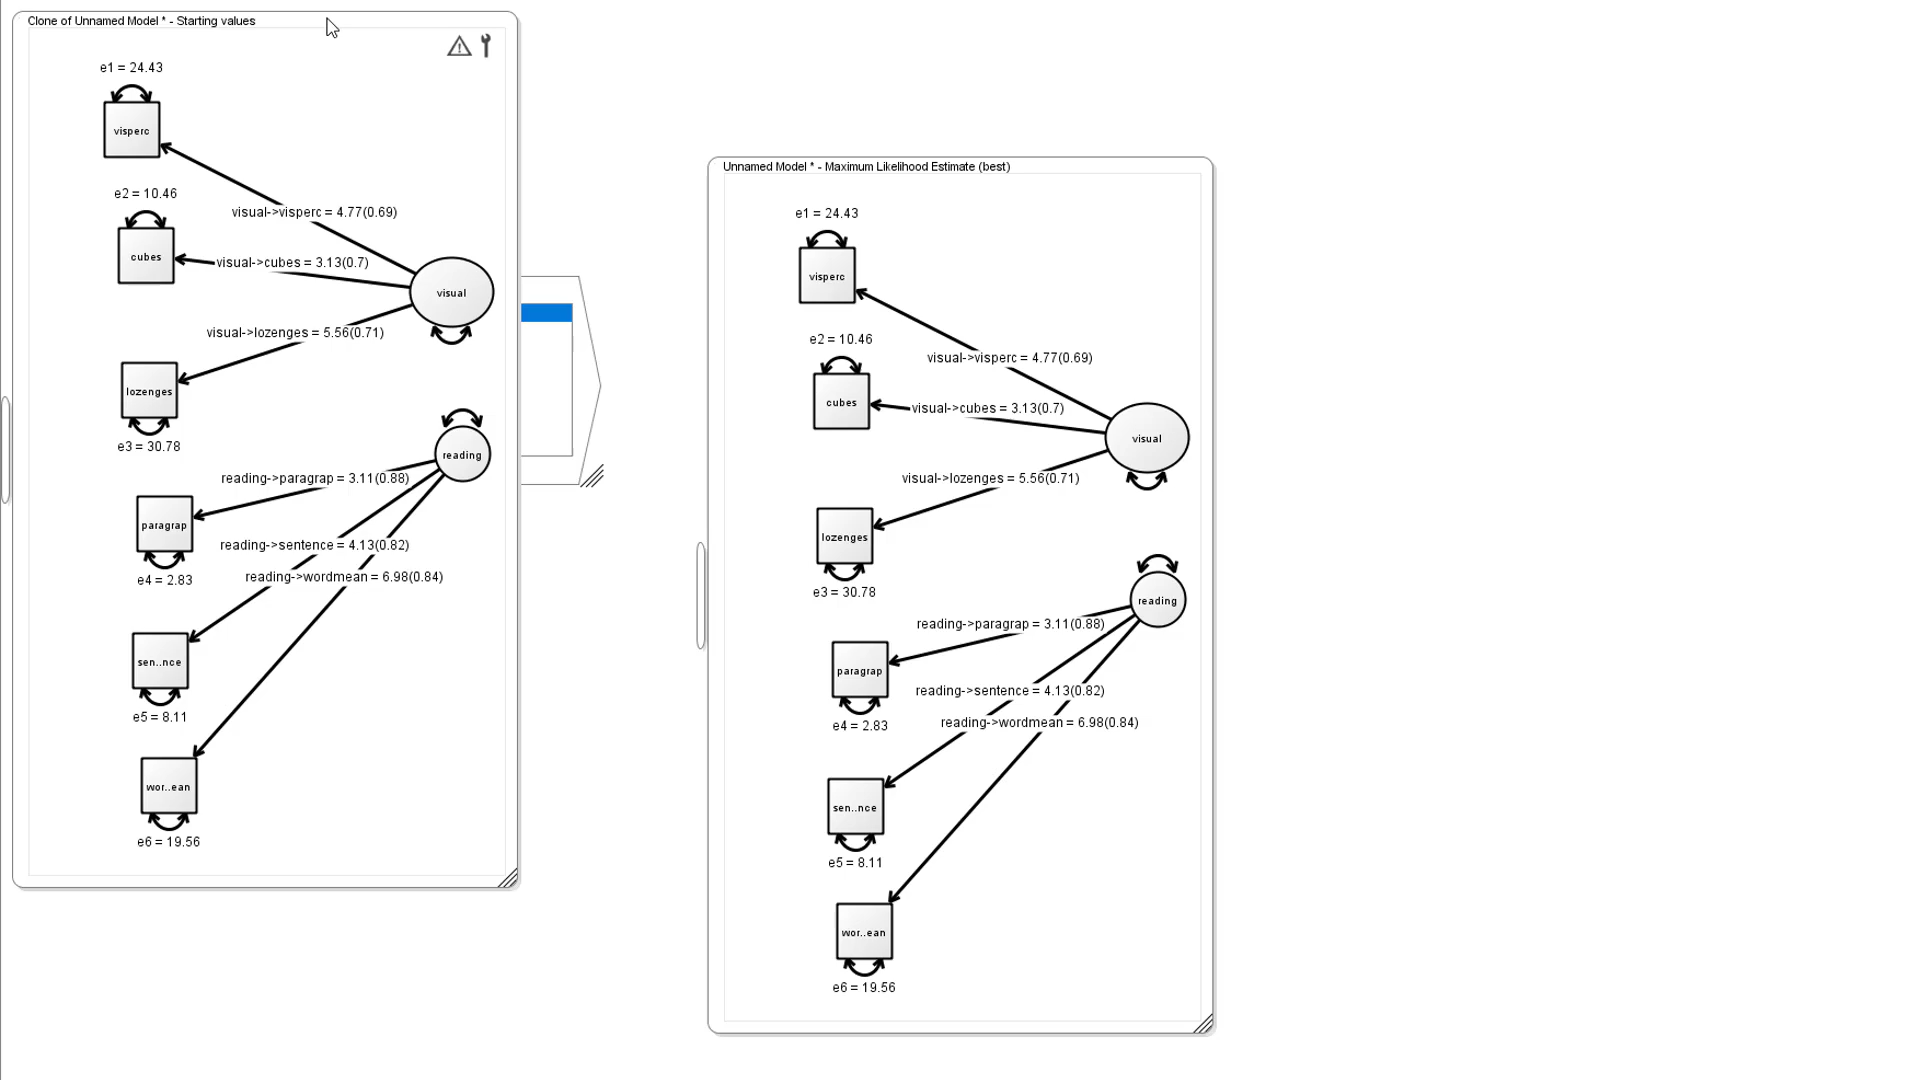 Clone of Unnamed Model * - Starting values
e1 = 24.43
visperc
e2 = 10.46
visual->visperc = 4.77(0.69)
cubes
visual->cubes = 3.13(0.7)
visual
visual->lozenges = 5.56(0.71)
lozenges
e3 = 30.78
reading
reading->paragrap = 3.11(0.88)
paragrap
reading->sentence = 4.13(0.82)
e4 = 2.83
reading->wordmean = 6.98(0.84)
sen..nce
e5 = 8.11
wor..ean
e6 = 19.56
Unnamed Model * - Maximum Likelihood Estimate (best)
e1 = 24.43
visperc
e2 = 10.46
visual->visperc = 4.77(0.69)
cubes
visual->cubes = 3.13(0.7)
visual
visual->lozenges = 5.56(0.71)
lozenges
e3 = 30.78
reading
reading->paragrap = 3.11(0.88)
paragrap
reading->sentence = 4.13(0.82)
e4 = 2.83
reading->wordmean = 6.98(0.84)
sen..nce
e5 = 8.11
wor..ean
e6 = 19.56